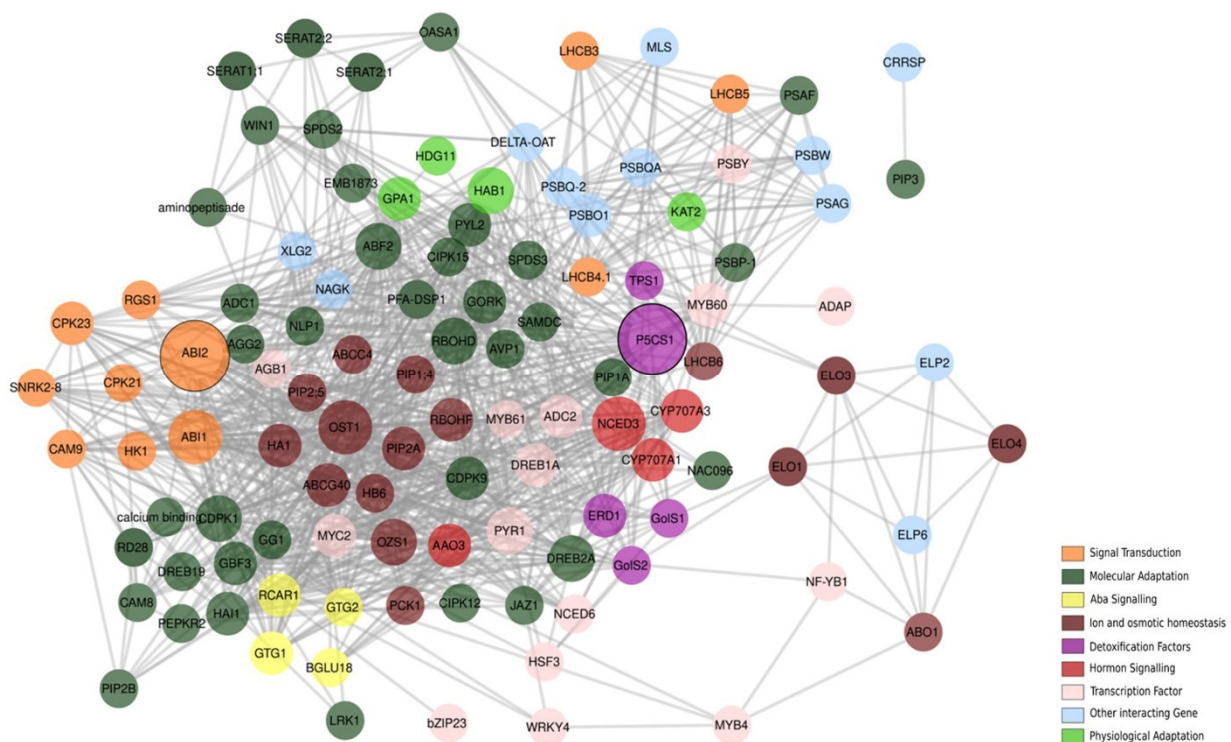 SERAT2;2
OASA1
LHCB3
MLS
CRRSP
SERAT1;1
SERAT2;1
LHCB5
PSAF
WIN1
SPDS2
DELTA-OAT
HDG11
PSBQA
PSBY
PSBW
EMB1873
GPA1
HAB1
PSBQ-2
PIP3
aminopeptisade
PYL2
PSBO1
KAT2
PSAG
XLG2
ABF2
CIPK15
SPDS3
LHCB4.1
PSBP-1
NAGK
PFA-DSP1
GORK
TPS1
RGS1
ADC1
MYB60
ADAP
CPK23
NLP1
SAMDC
ABI2
AGG2
RBOHD
AVP1
P5CS1
ABCC4
LHCB6
AGB1
PIP1;4
PIP1A
ELO3
ELP2
SNRK2-8
CPK21
PIP2;5
CYP707A3
OST1
RBOHF
MYB61
ADC2
NCED3
ABI1
HA1
PIP2A
ELO4
CAM9
HK1
DREB1A
CYP707A1
NAC096
ELO1
ABCG40
HB6
CDPK9
calcium binding
CDPK1
ERD1
GolS1
RD28
GG1
MYC2
OZS1
AAO3
PYR1
ELP6
DREB19
GBF3
DREB2A
GolS2
NF-YB1
CAM8
RCAR1
GTG2
PCK1
CIPK12
JAZ1
NCED6
PEPKR2
HAI1
ABO1
GTG1
BGLU18
HSF3
PIP2B
LRK1
bZIP23
WRKY4
MYB4
Signal Transduction
Molecular Adaptation
Aba Signalling
Ion and osmotic homeostasis
Detoxification Factors
Hormon Signalling
Transcription Factor
Other interacting Gene
Physiological Adaptation